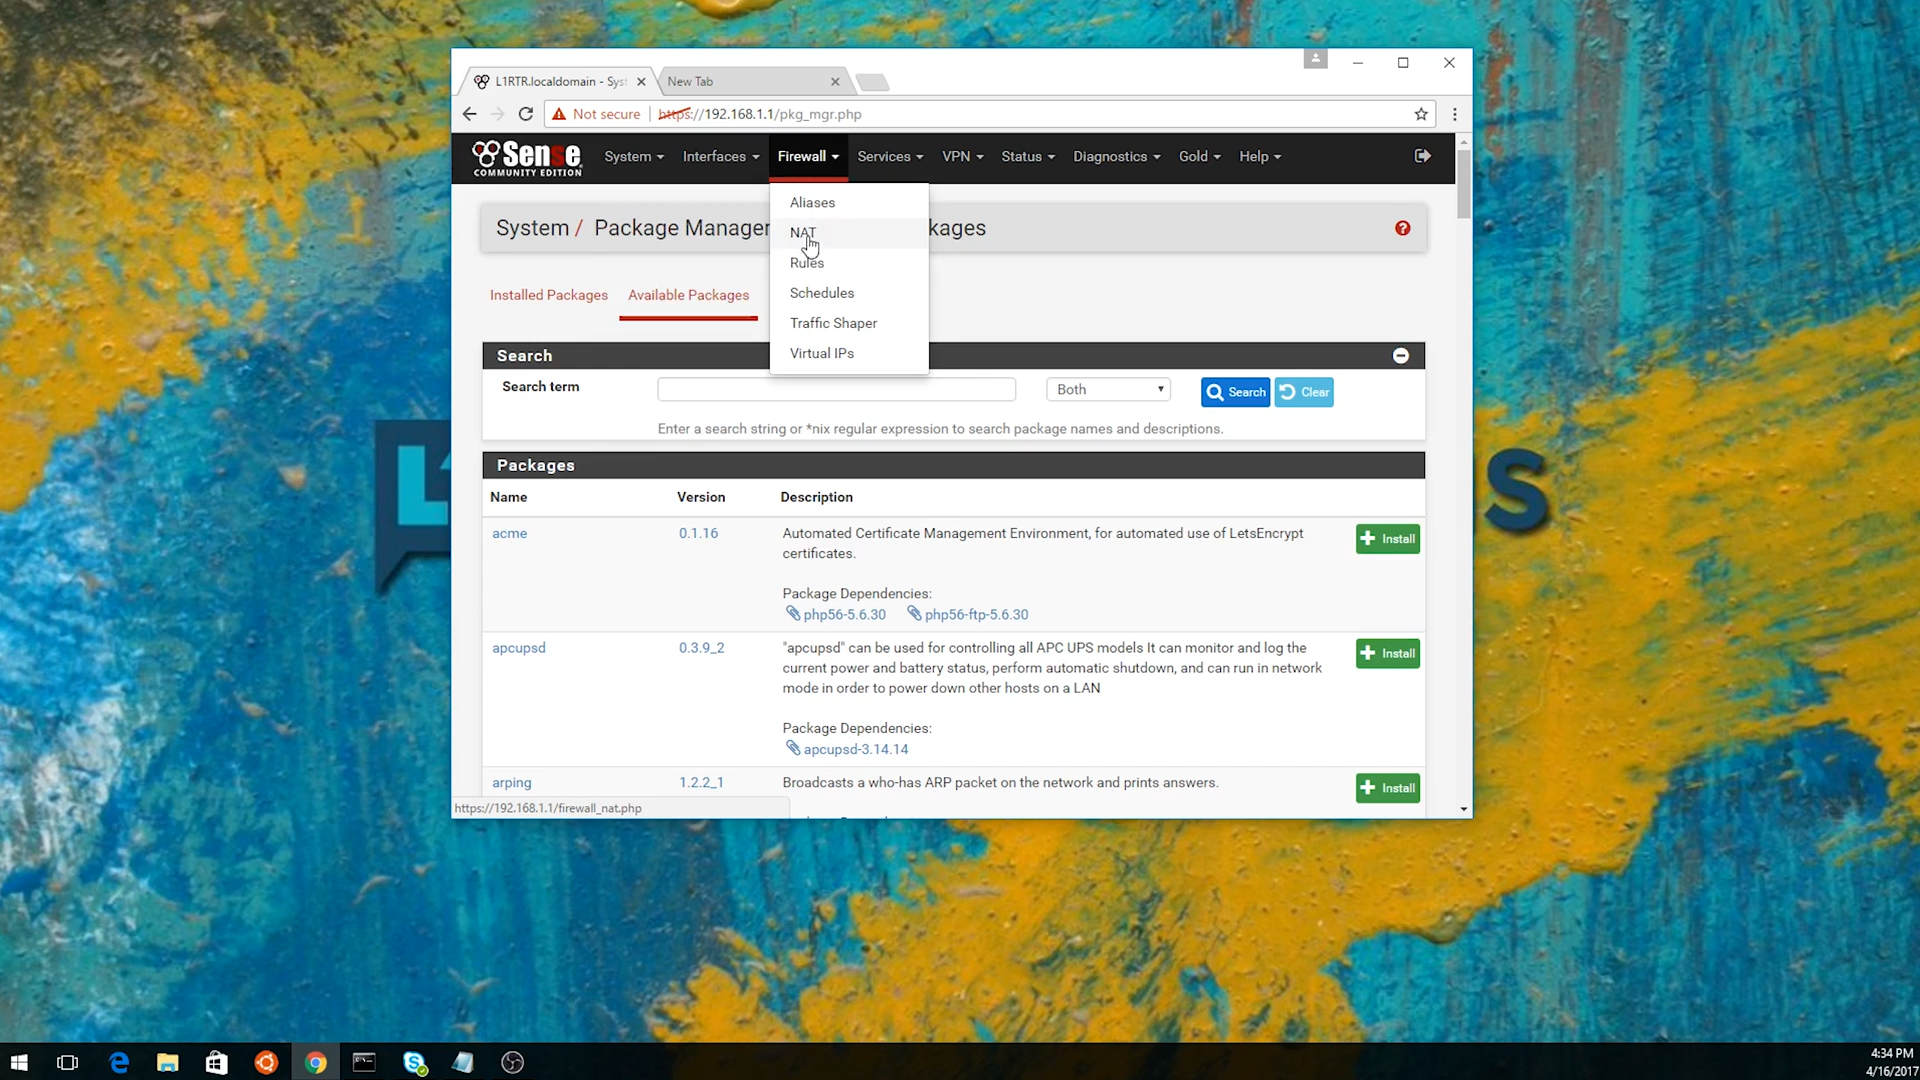 L1RTR.localdomain - Syst
New Tab
Not secure
https://192.168.1.1/pkg_mgr.php
Sense
COMMUNITY EDITION
System
Interfaces
Firewall
Services
VPN
Status
Diagnostics
Gold
Help
Aliases
NAT
Rules
Schedules
Traffic Shaper
Virtual IPs
System / Package Manager
kages
Installed Packages
Available Packages
Search
Search term
Both
Search
Clear
Enter a search string or *nix regular expression to search package names and descriptions.
Packages
Name
Version
Description
acme
0.1.16
Automated Certificate Management Environment, for automated use of LetsEncrypt
certificates.
Install
Package Dependencies:
php56-5.6.30
php56-ftp-5.6.30
apcupsd
0.3.9_2
"apcupsd" can be used for controlling all APC UPS models It can monitor and log the
current power and battery status, perform automatic shutdown, and can run in network
mode in order to power down other hosts on a LAN
Install
Package Dependencies:
apcupsd-3.14.14
arping
1.2.2_1
Broadcasts a who-has ARP packet on the network and prints answers.
Install
https://192.168.1.1/firewall_nat.php
L
S
4:34 PM
4/16/2017